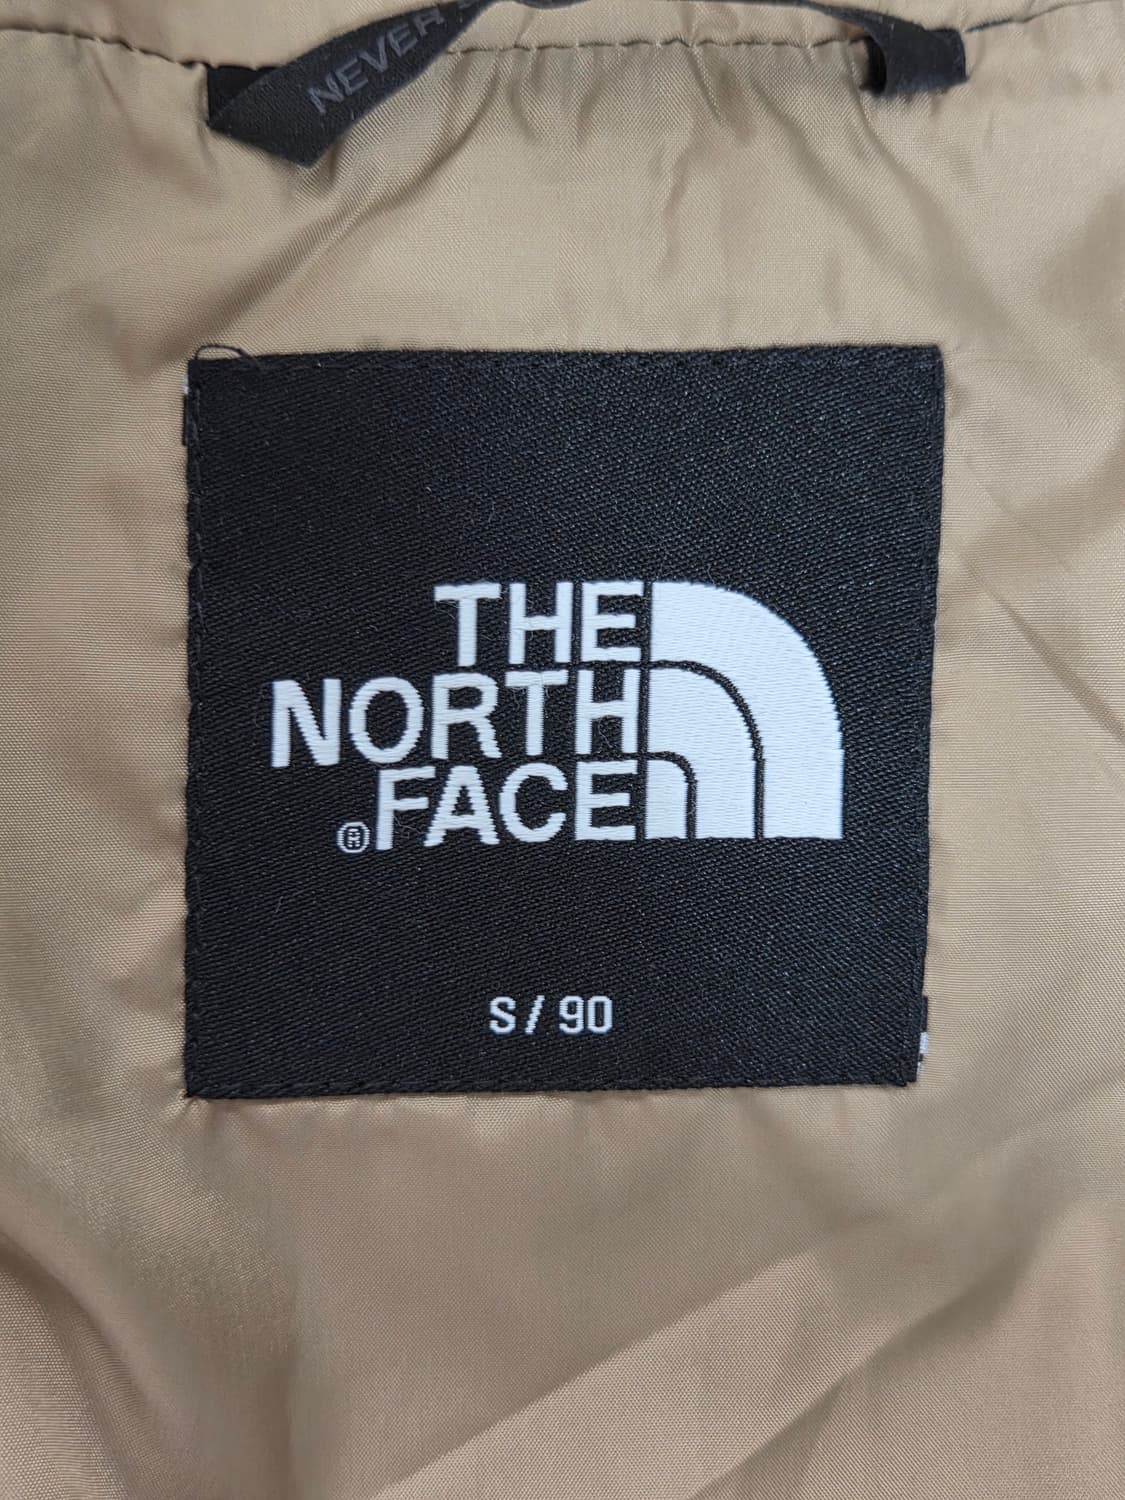 NEVER
THE
NORTH
®FACE
S / 90